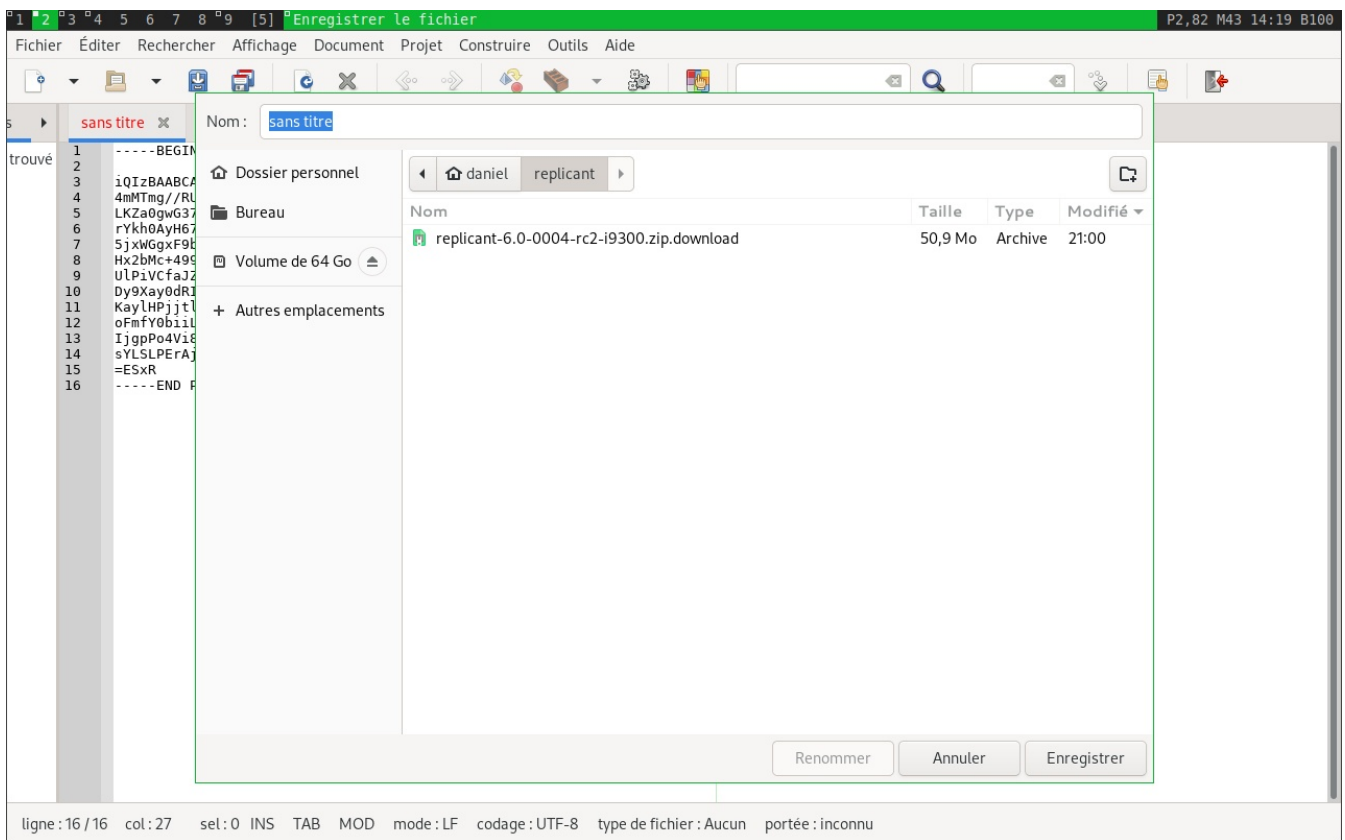 1 2 3 4 5 6 7 8 9 [5] Enregistrer le fichier P2,82 M43 14:19 B100
Fichier Éditer Rechercher Affichage Document Projet Construire Outils Aide
s sans titre
trouvé
Nom : sans titre
1 -----BEGIN
2
3 iQIzBAABCA
4 4mMTmg//RU
5 LKZa0gwG37
6 rYkh0AyH67
7 5jxWGgxF9b
8 Hx2bMc+499
9 UlPiVCfaJZ
10 Dy9Xay0dRI
11 KaylHPjjtl
12 oFmfY0biiL
13 IjgpPo4Vi8
14 sYLSLPErAj
15 =ESxR
16 -----END P
Dossier personnel
Bureau
Volume de 64 Go
+ Autres emplacements
daniel replicant
Nom Taille Type Modifié
replicant-6.0-0004-rc2-i9300.zip.download 50,9 Mo Archive 21:00
Renommer Annuler Enregistrer
ligne : 16 / 16 col : 27 sel : 0 INS TAB MOD mode : LF codage : UTF-8 type de fichier : Aucun portée : inconnu